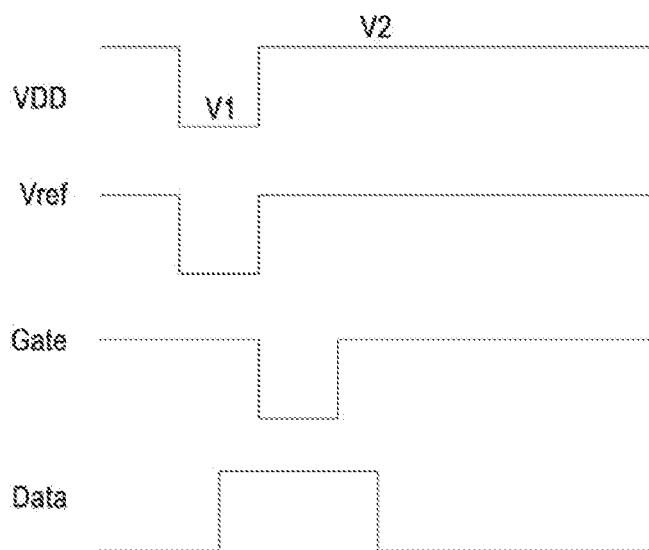 V2
VDD
V1
Vref
Gate
Data